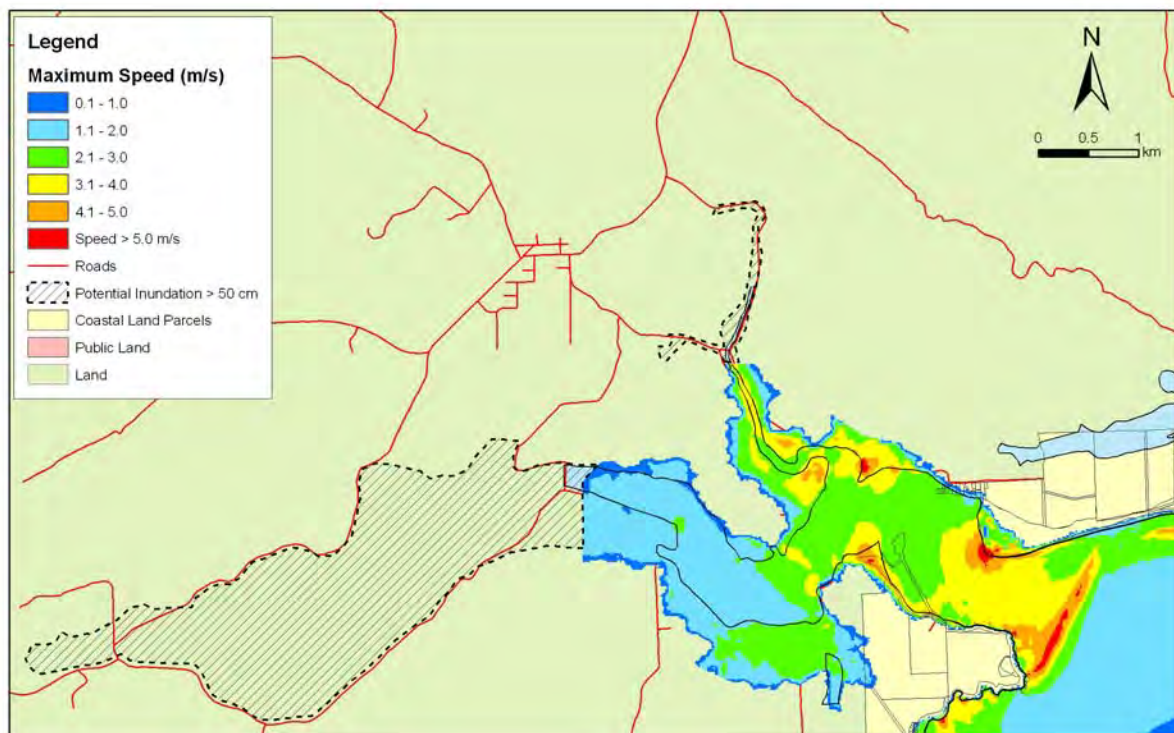 Legend
Maximum Speed (m/s)
0.1 - 1.0
1.1 - 2.0
2.1 - 3.0
3.1 - 4.0
4.1 - 5.0
Speed > 5.0 m/s
Roads
Potential Inundation > 50 cm
Coastal Land Parcels
Public Land
Land
N
0 0.5 1
km